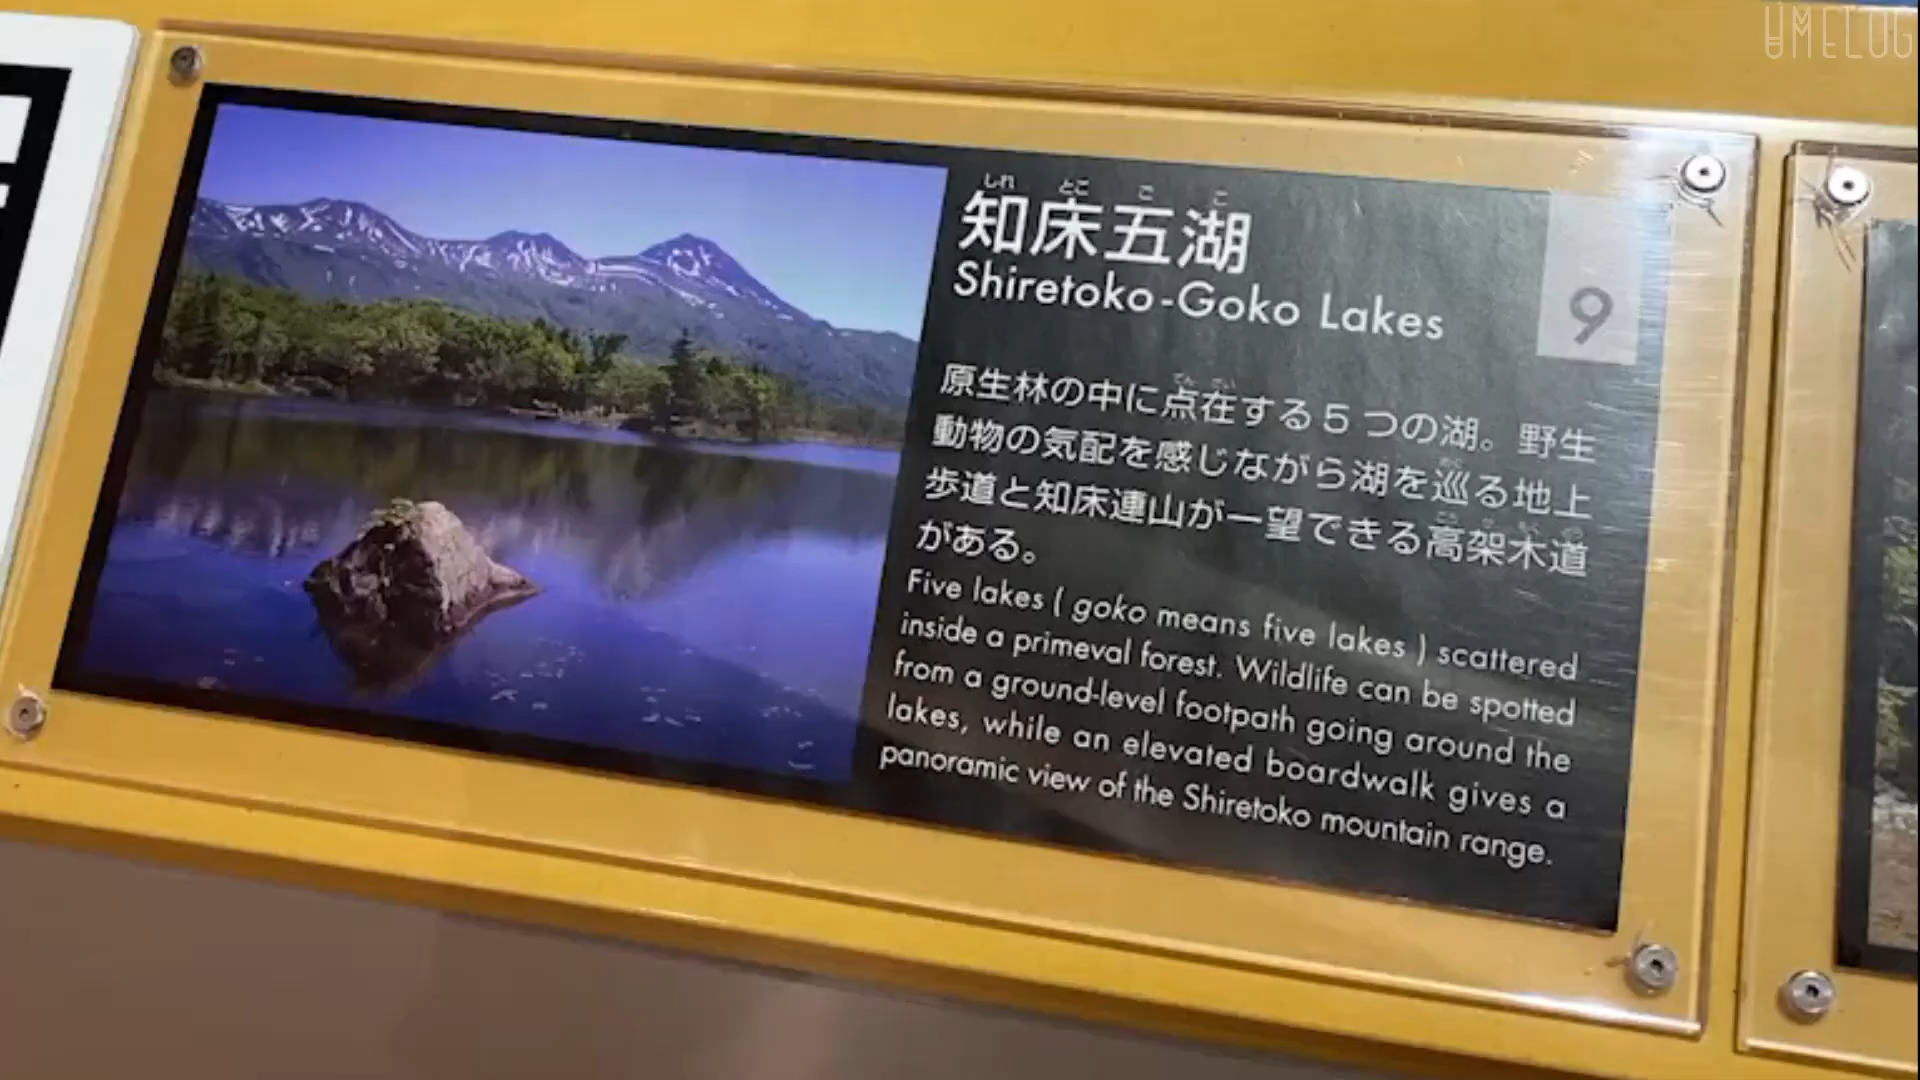 UMELOG
しれ とこ ご こ
知床五湖
Shiretoko-Goko Lakes
9
原生林の中に点在する5つの湖。野生
動物の気配を感じながら湖を巡る地上
歩道と知床連山が一望できる高架木道
がある。
Five lakes ( goko means five lakes ) scattered
inside a primeval forest. Wildlife can be spotted
from a ground-level footpath going around the
lakes, while an elevated boardwalk gives a
panoramic view of the Shiretoko mountain range.